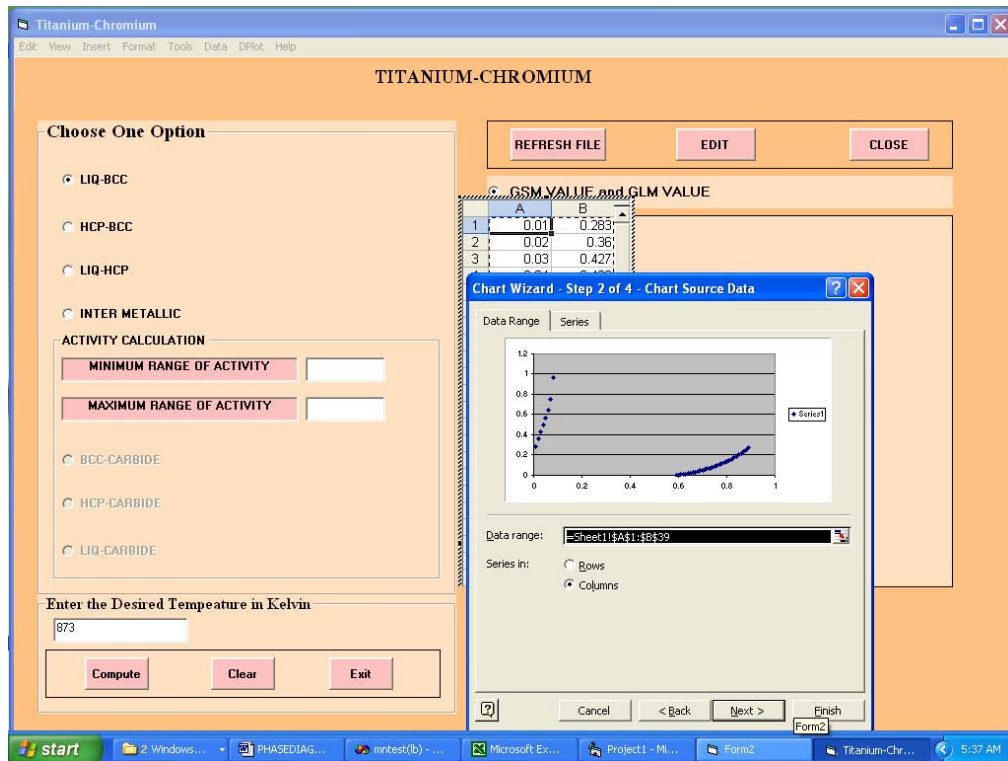 Titanium-Chromium
Edit View Insert Format Tools Data DPlot Help
TITANIUM-CHROMIUM
Choose One Option
LIQ-BCC
HCP-BCC
LIQ-HCP
INTER METALLIC
ACTIVITY CALCULATION
MINIMUM RANGE OF ACTIVITY
MAXIMUM RANGE OF ACTIVITY
BCC-CARBIDE
HCP-CARBIDE
LIQ-CARBIDE
Enter the Desired Tempeature in Kelvin
873
Compute Clear Exit
REFRESH FILE EDIT CLOSE
GSM VALUE and GLM VALUE
A B
1 0.01 0.283
2 0.02 0.36
3 0.03 0.427
Chart Wizard - Step 2 of 4 - Chart Source Data
Data Range Series
1.2
1
0.8
0.6
0.4
0.2
0
0 0.2 0.4 0.6 0.8 1
Series1
Data range: =Sheet1!$A$1:$B$39
Series in: Rows
Columns
Cancel < Back Next > Finish
Form2
start 2 Windows... PHASEDIAG... mntest(lb) - ... Microsoft Ex... Project1 - Mi... Form2 Titanium-Chr... 5:37 AM